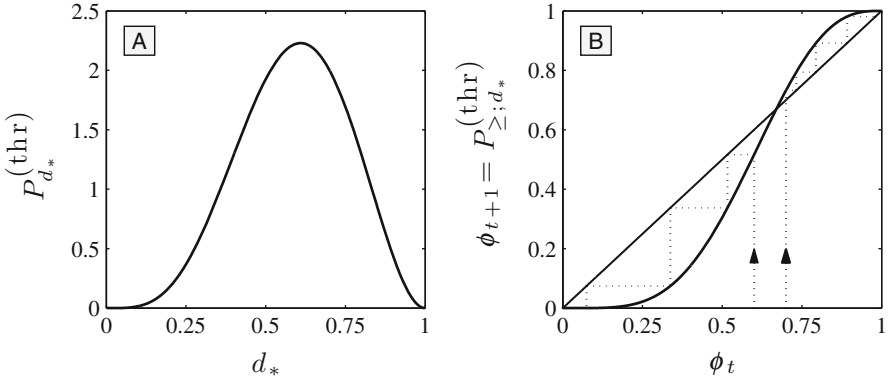 A
P_{d_*}^{(thr)}
2.5
2
1.5
1
0.5
0
0 0.25 0.5 0.75 1
d_*
B
ϕ_{t+1} = P_{≥;d_*}^{(thr)}
1
0.8
0.6
0.4
0.2
0
0 0.25 0.5 0.75 1
ϕ_t